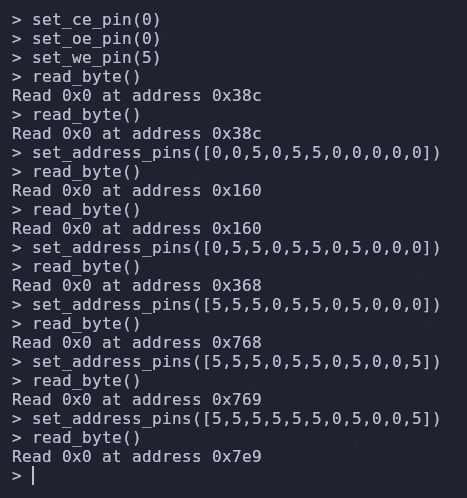 > set_ce_pin(0)
> set_oe_pin(0)
> set_we_pin(5)
> read_byte()
Read 0x0 at address 0x38c
> read_byte()
Read 0x0 at address 0x38c
> set_address_pins([0,0,5,0,5,5,0,0,0,0,0])
> read_byte()
Read 0x0 at address 0x160
> read_byte()
Read 0x0 at address 0x160
> set_address_pins([0,5,5,0,5,5,0,5,0,0,0])
> read_byte()
Read 0x0 at address 0x368
> set_address_pins([5,5,5,0,5,5,0,5,0,0,0])
> read_byte()
Read 0x0 at address 0x768
> set_address_pins([5,5,5,0,5,5,0,5,0,0,5])
> read_byte()
Read 0x0 at address 0x769
> set_address_pins([5,5,5,5,5,5,0,5,0,0,5])
> read_byte()
Read 0x0 at address 0x7e9
>